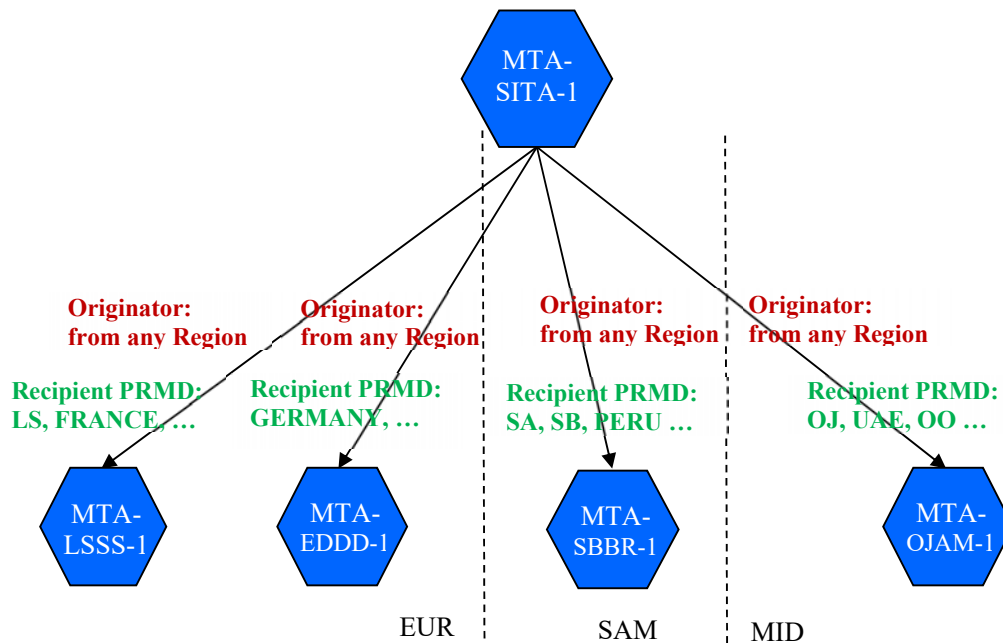 MTA-
SITA-1
Originator:
from any Region
Originator:
from any Region
Originator:
from any Region
Originator:
from any Region
Recipient PRMD:
LS, FRANCE, …
Recipient PRMD:
GERMANY, …
Recipient PRMD:
SA, SB, PERU …
Recipient PRMD:
OJ, UAE, OO …
MTA-
LSSS-1
MTA-
EDDD-1
MTA-
SBBR-1
MTA-
OJAM-1
EUR
SAM
MID